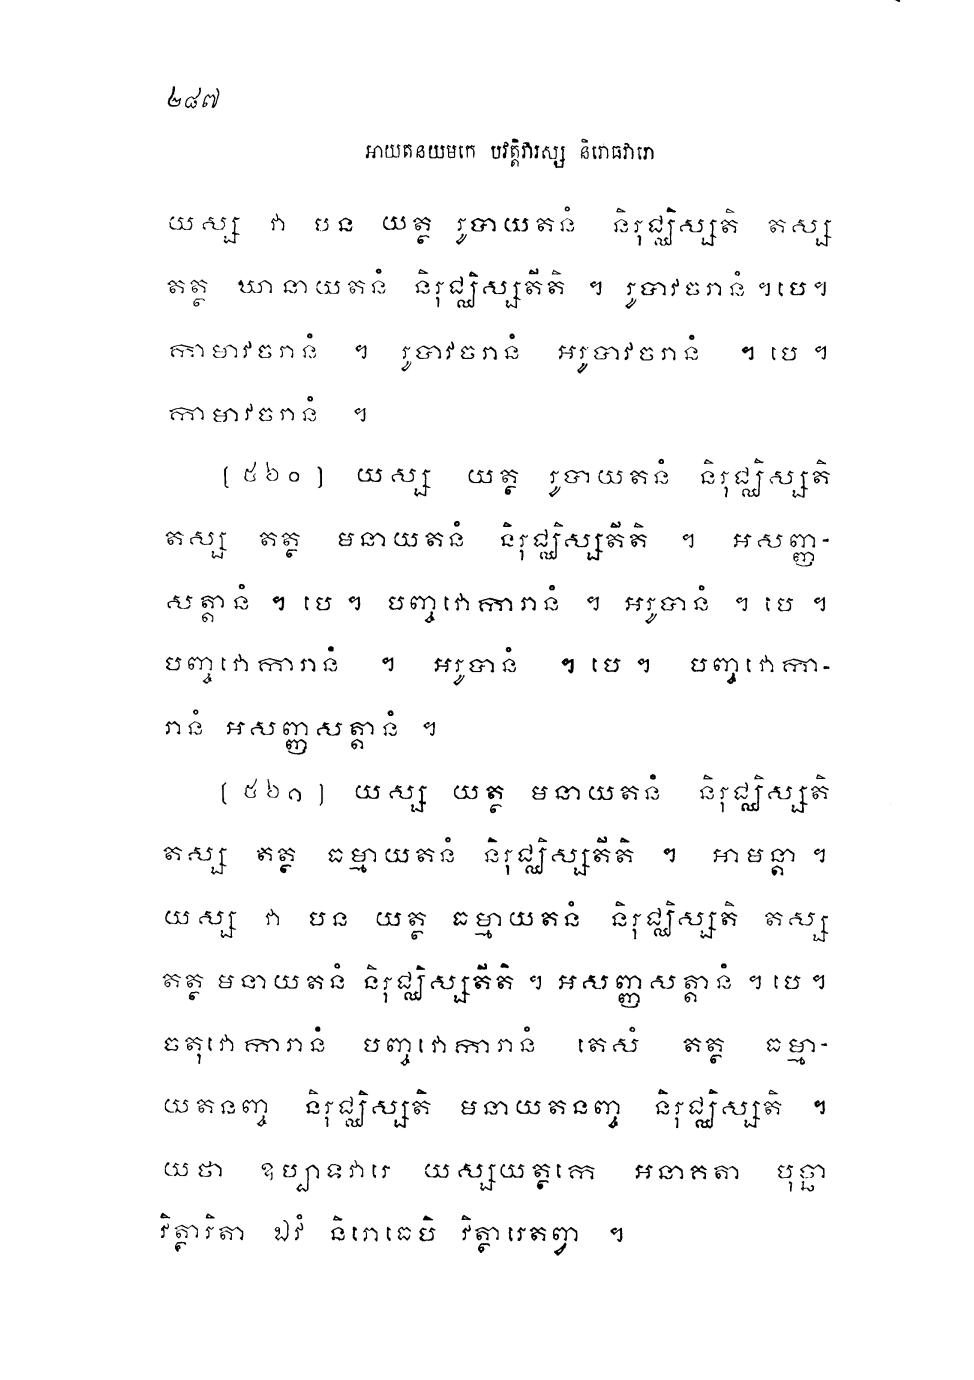 ២៨៧
អាយតនយមកេ បវត្តិវារស្ស និរោធវារោ
យស្ស វា បន យត្ថ រូបាយតនំ និរុជ្ឈិស្សតិ តស្ស
តត្ថ ឃានាយតនំ និរុជ្ឈិស្សតីតិ ។ រូបាវចរានំ ។បេ។
កាមាវចរានំ ។ រូបាវចរានំ អរូបាវចរានំ ។ បេ ។
កាមាវចរានំ ។
(៥៦០) យស្ស យត្ថ រូបាយតនំ និរុជ្ឈិស្សតិ
តស្ស តត្ថ មនាយតនំ និរុជ្ឈិស្សតីតិ ។ អសញ្ញ-
សត្តានំ ។ បេ ។ បញ្ចវោការានំ ។ អរូបានំ ។ បេ ។
បញ្ចវោការានំ ។ អរូបានំ ។ បេ ។ បញ្ចវោកា-
រានំ អសញ្ញសត្តានំ ។
(៥៦១) យស្ស យត្ថ មនាយតនំ និរុជ្ឈិស្សតិ
តស្ស តត្ថ ធម្មាយតនំ និរុជ្ឈិស្សតីតិ ។ អាមន្តា ។
យស្ស វា បន យត្ថ ធម្មាយតនំ និរុជ្ឈិស្សតិ តស្ស
តត្ថ មនាយតនំ និរុជ្ឈិស្សតីតិ ។ អសញ្ញសត្តានំ ។បេ។
ចតុវោការានំ បញ្ចវោការានំ តេសំ តត្ថ ធម្មា-
យតនញ្ច និរុជ្ឈិស្សតិ មនាយតនញ្ច និរុជ្ឈិស្សតិ ។
យថា ឧប្បាទវារេ យស្សយត្ថកេ អនាគតា បុច្ឆា
វិត្ថារិតា ឯវំ និរោធេបិ វិត្ថារេតព្វា ។